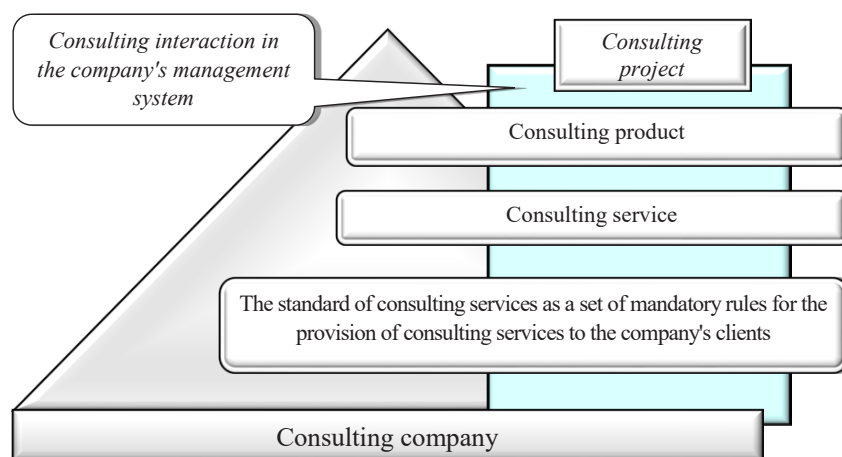 Consulting interaction in
the company's management
system
Consulting
project
Consulting product
Consulting service
The standard of consulting services as a set of mandatory rules for the
provision of consulting services to the company's clients
Consulting company